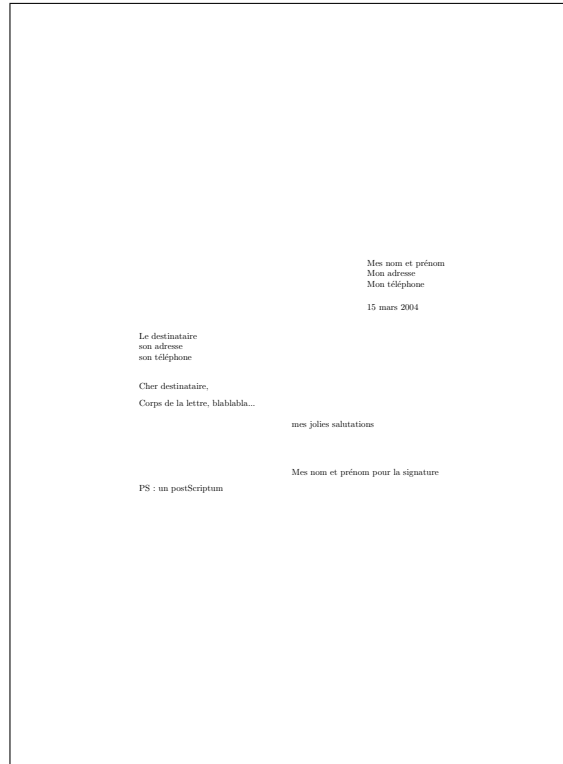 Mes nom et prénom
Mon adresse
Mon téléphone
15 mars 2004
Le destinataire
son adresse
son téléphone
Cher destinataire,
Corps de la lettre, blablabla...
mes jolies salutations
Mes nom et prénom pour la signature
PS : un postScriptum